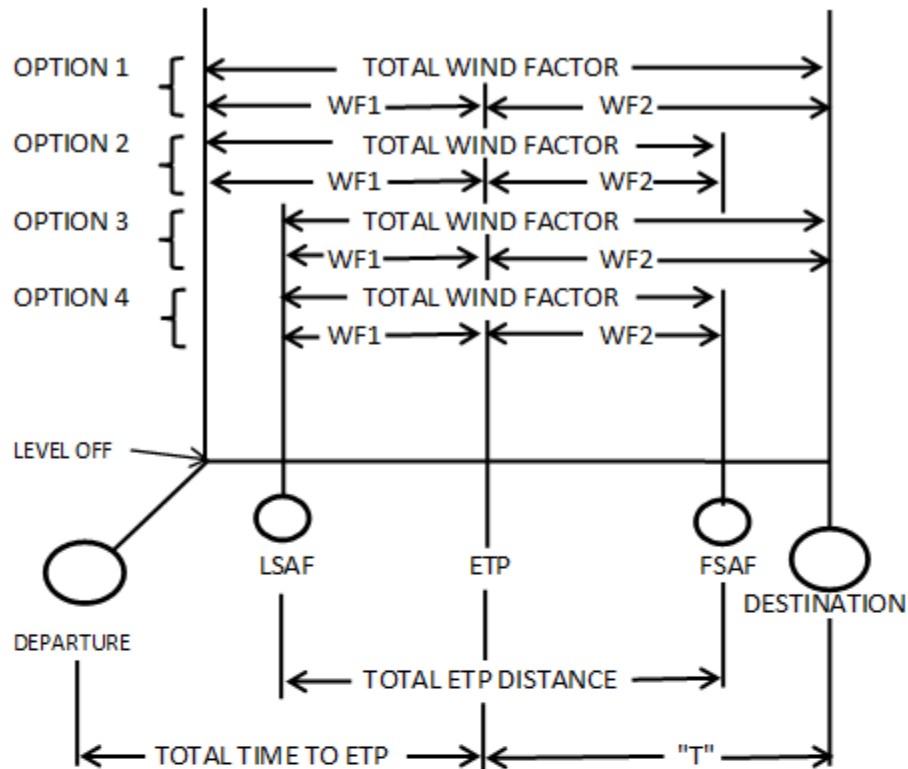 OPTION 1
TOTAL WIND FACTOR
WF1 WF2
OPTION 2
TOTAL WIND FACTOR
WF1 WF2
OPTION 3
TOTAL WIND FACTOR
WF1 WF2
OPTION 4
TOTAL WIND FACTOR
WF1 WF2
LEVEL OFF
LSAF ETP FSAF
DESTINATION
DEPARTURE
TOTAL ETP DISTANCE
TOTAL TIME TO ETP "T"